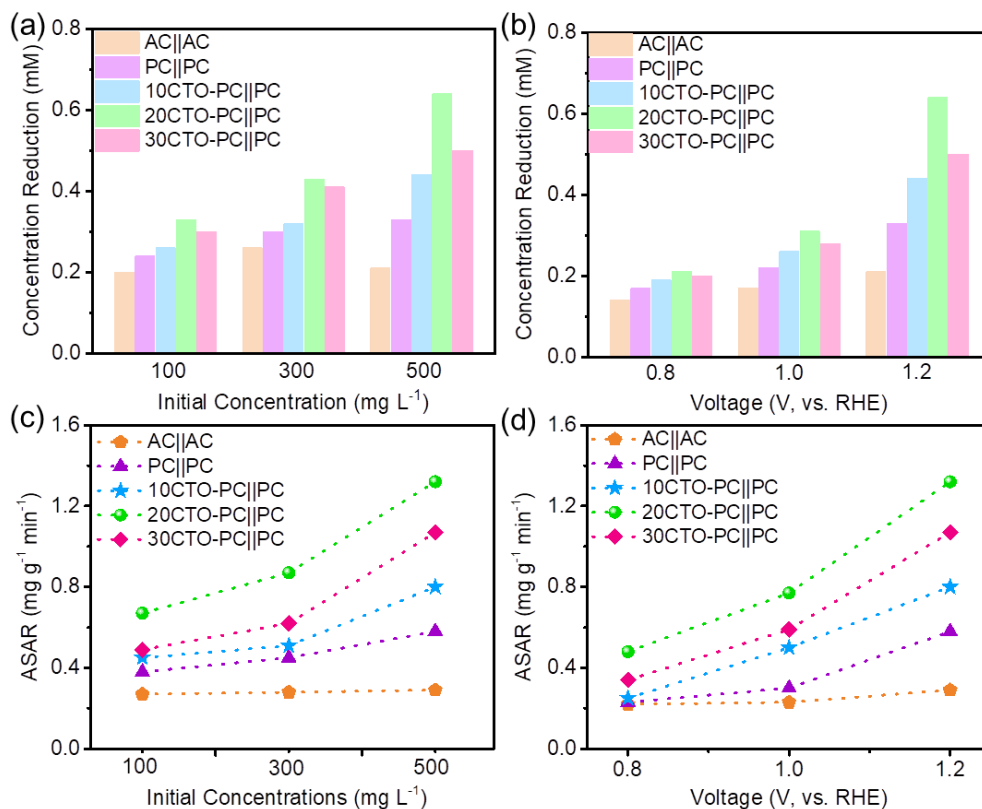 (a)
AC||AC
PC||PC
10CTO-PC||PC
20CTO-PC||PC
30CTO-PC||PC
Concentration Reduction (mM)
0.8
0.6
0.4
0.2
0.0
100 300 500
Initial Concentration (mg L⁻¹)
(b)
AC||AC
PC||PC
10CTO-PC||PC
20CTO-PC||PC
30CTO-PC||PC
Concentration Reduction (mM)
0.8
0.6
0.4
0.2
0.0
0.8 1.0 1.2
Voltage (V, vs. RHE)
(c)
AC||AC
PC||PC
10CTO-PC||PC
20CTO-PC||PC
30CTO-PC||PC
ASAR (mg g⁻¹ min⁻¹)
1.6
1.2
0.8
0.4
0.0
100 300 500
Initial Concentrations (mg L⁻¹)
(d)
AC||AC
PC||PC
10CTO-PC||PC
20CTO-PC||PC
30CTO-PC||PC
ASAR (mg g⁻¹ min⁻¹)
1.6
1.2
0.8
0.4
0.0
0.8 1.0 1.2
Voltage (V, vs. RHE)